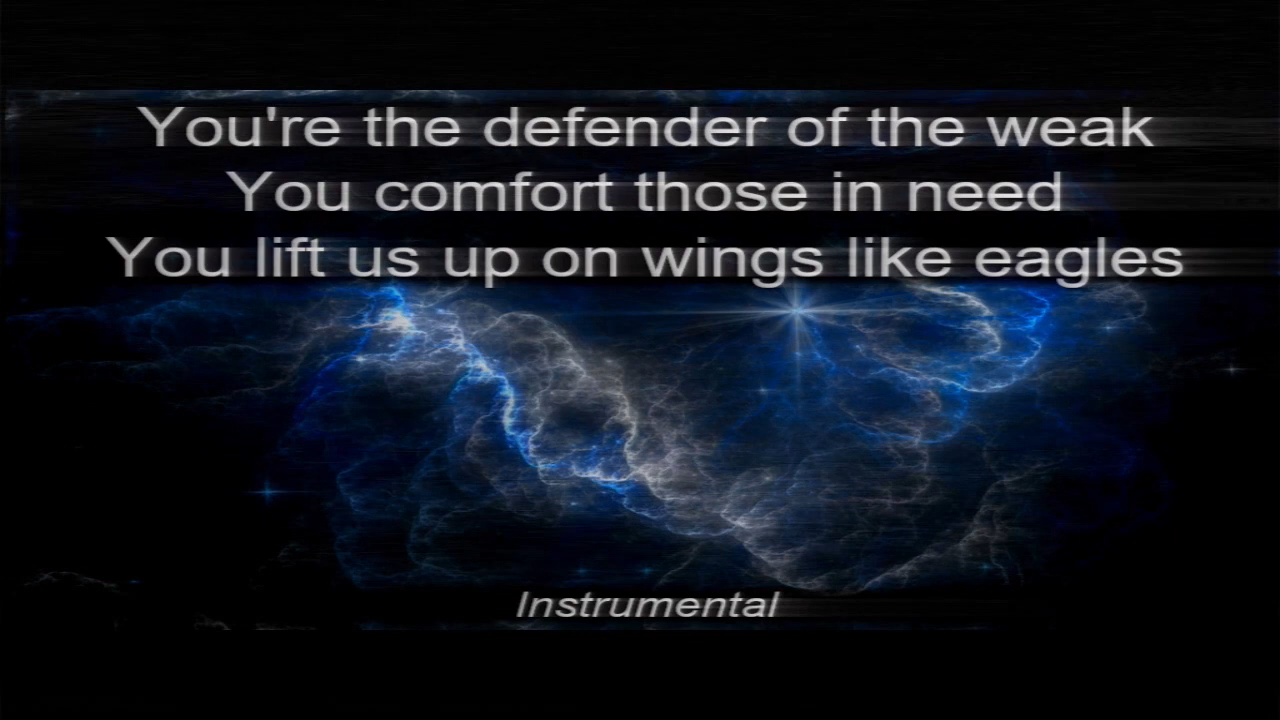 You're the defender of the weak
You comfort those in need
You lift us up on wings like eagles
Instrumental